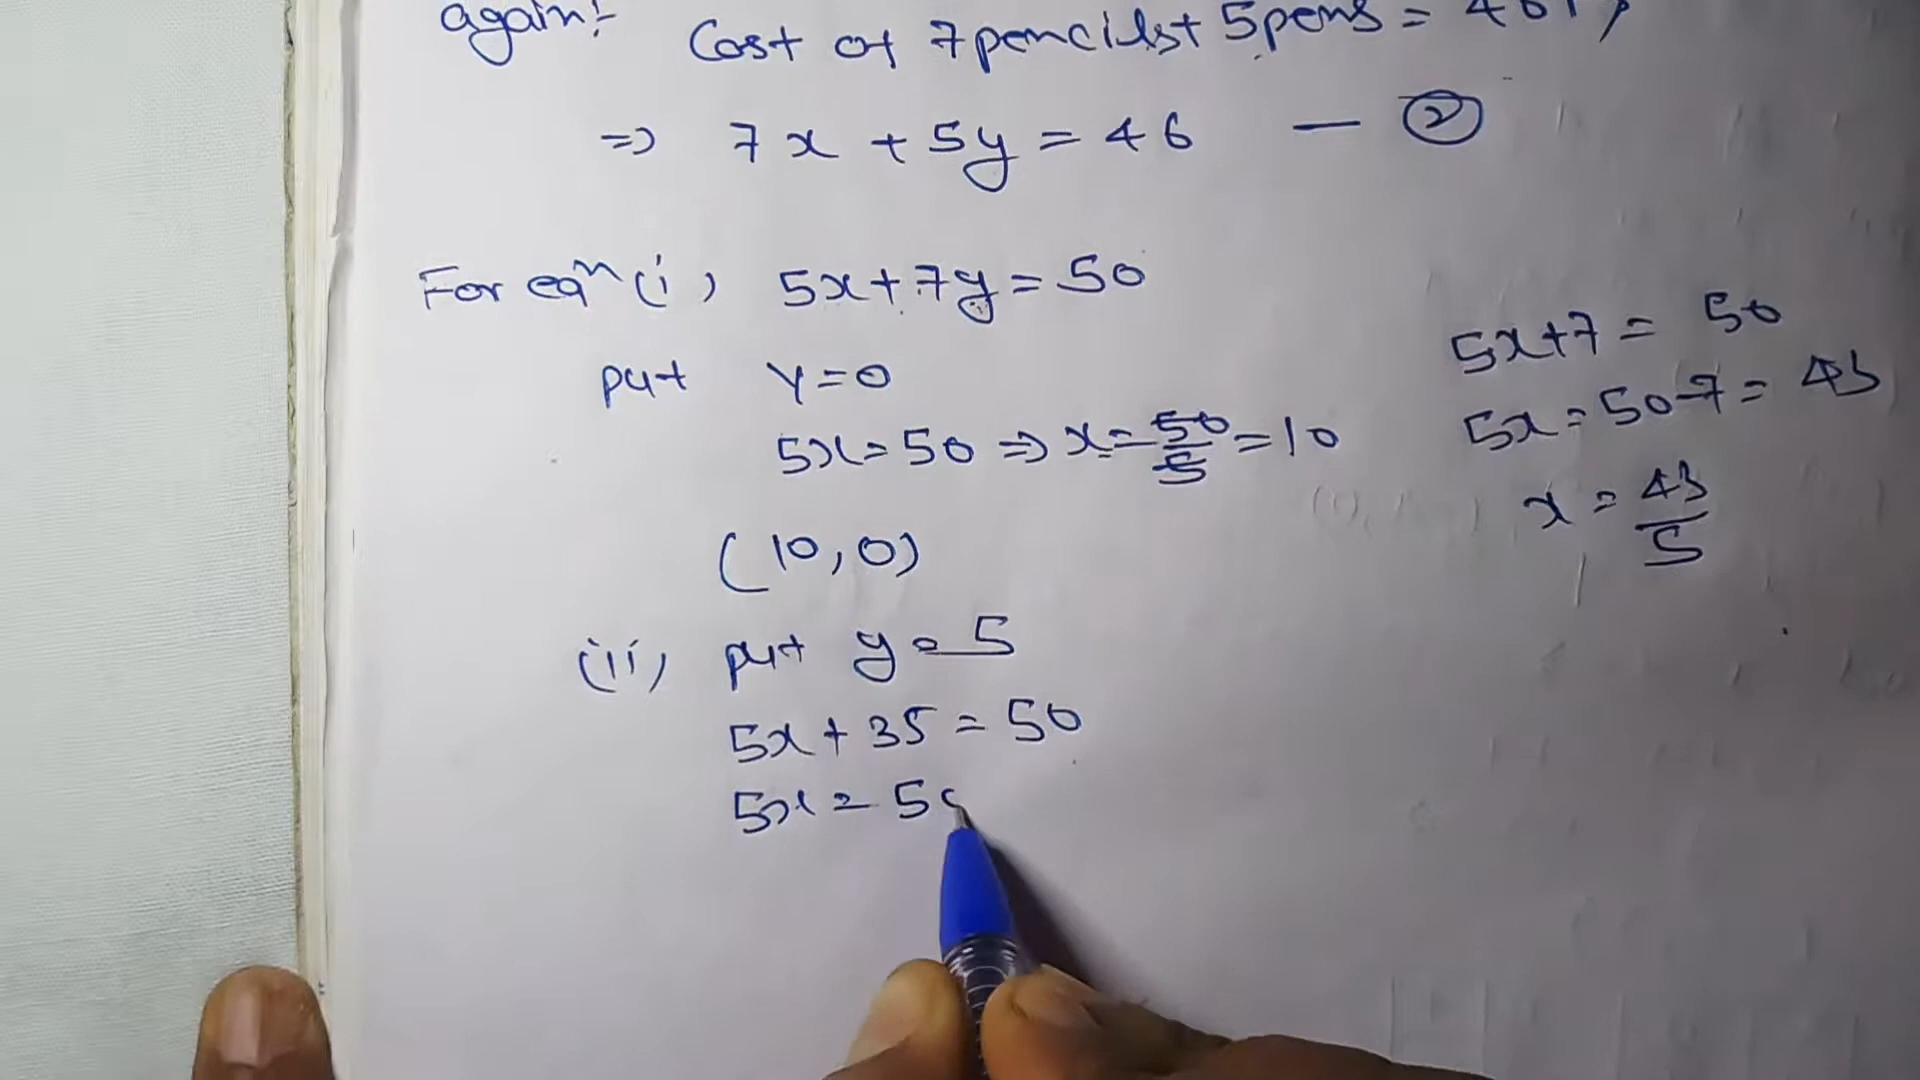 again:- Cost of 7 pencils + 5 pens =
=> 7x + 5y = 46 — (2)
For eqn (i) 5x + 7y = 50
put y = 0
5x = 50 => x = 50/5 = 10
(10, 0)
(ii) put y = 5
5x + 35 = 50
5x = 5
5x + 7 = 50
5x = 50 - 7 = 43
x = 43/5